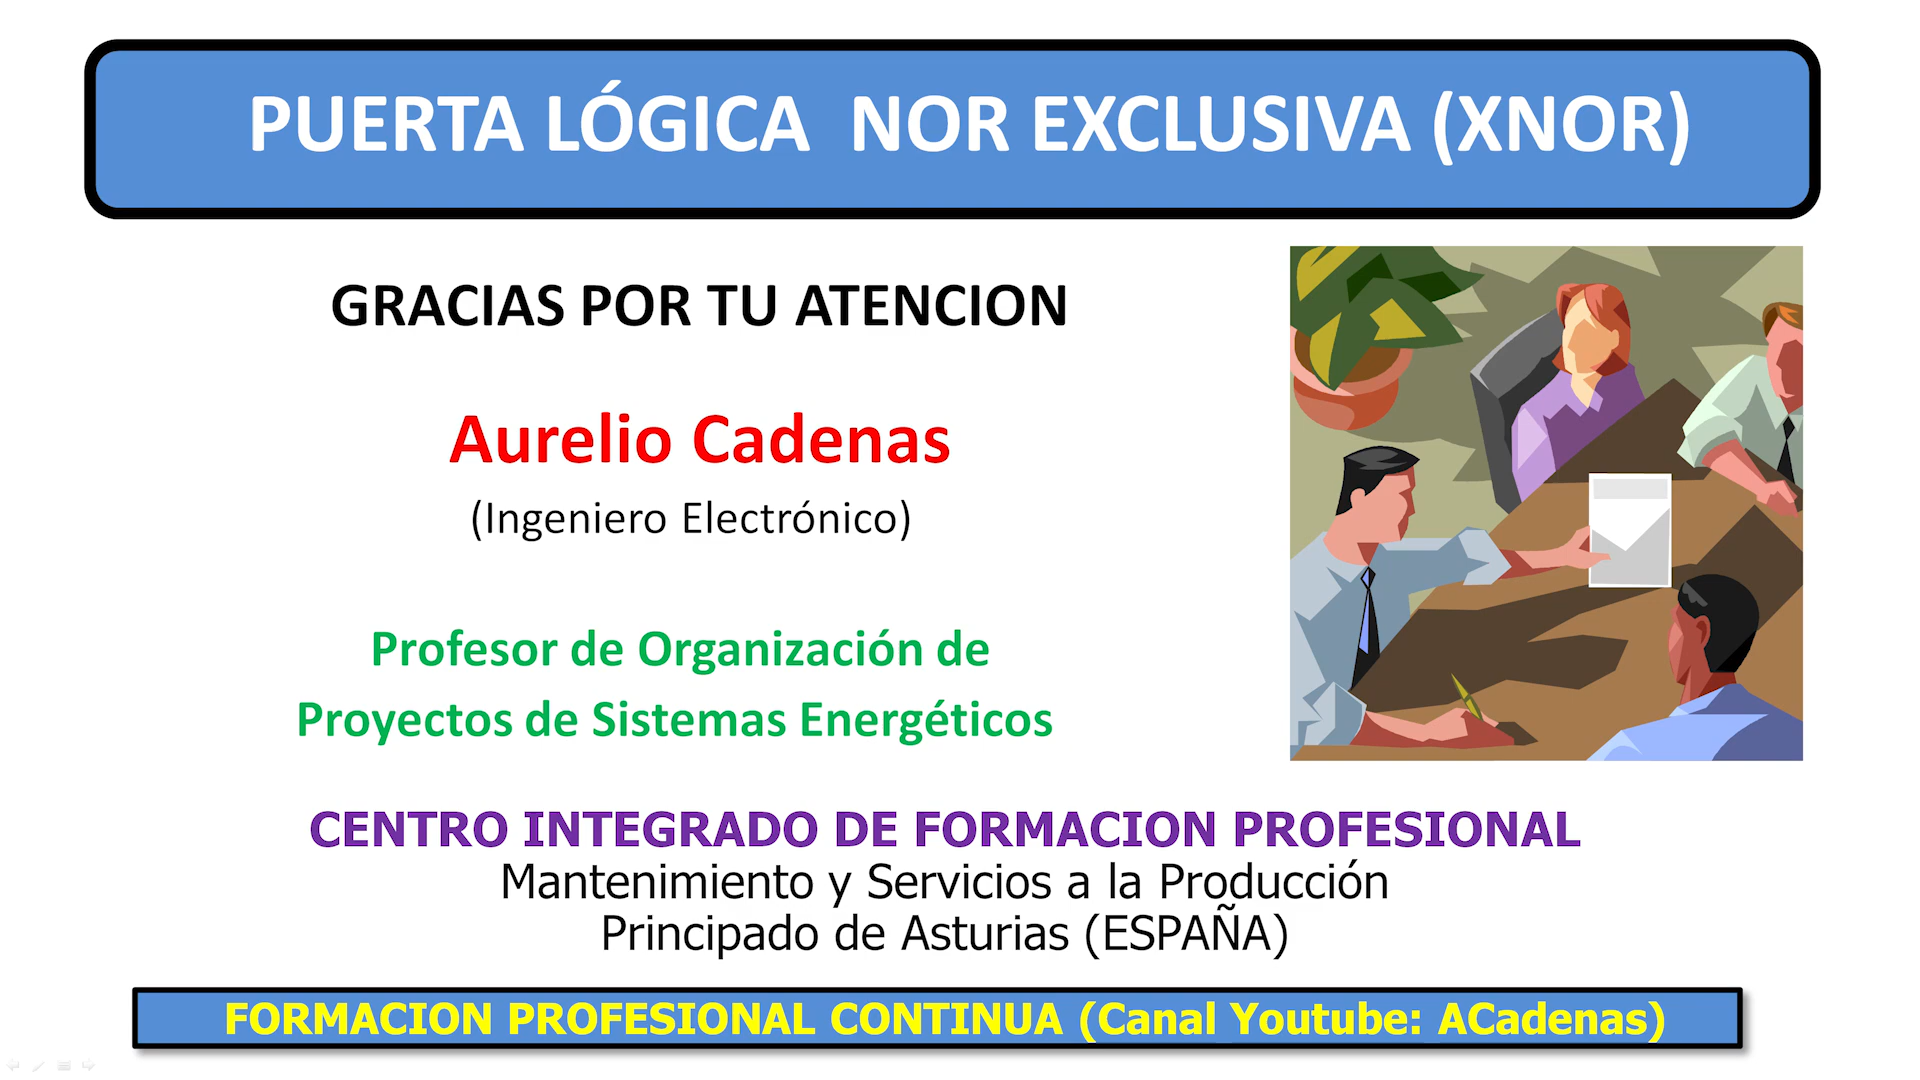 PUERTA LÓGICA NOR EXCLUSIVA (XNOR)
GRACIAS POR TU ATENCION
Aurelio Cadenas
(Ingeniero Electrónico)
Profesor de Organización de
Proyectos de Sistemas Energéticos
CENTRO INTEGRADO DE FORMACION PROFESIONAL
Mantenimiento y Servicios a la Producción
Principado de Asturias (ESPAÑA)
FORMACION PROFESIONAL CONTINUA (Canal Youtube: ACadenas)